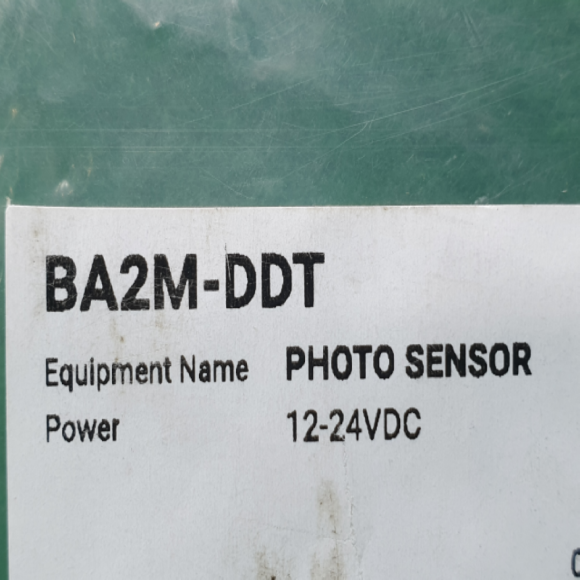 BA2M-DDT
Equipment Name PHOTO SENSOR
Power 12-24VDC